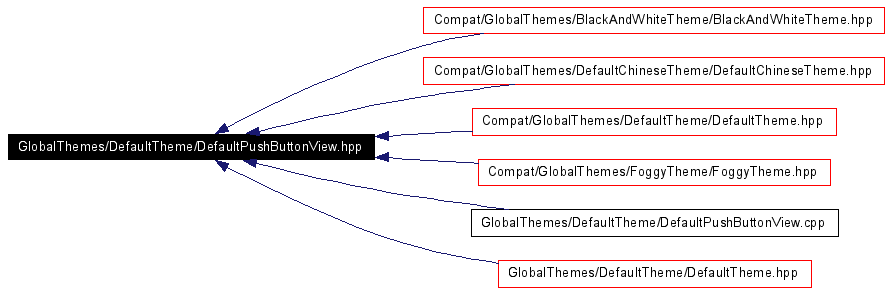 Compat/GlobalThemes/BlackAndWhiteTheme/BlackAndWhiteTheme.hpp
Compat/GlobalThemes/DefaultChineseTheme/DefaultChineseTheme.hpp
Compat/GlobalThemes/DefaultTheme/DefaultTheme.hpp
GlobalThemes/DefaultTheme/DefaultPushButtonView.hpp
Compat/GlobalThemes/FoggyTheme/FoggyTheme.hpp
GlobalThemes/DefaultTheme/DefaultPushButtonView.cpp
GlobalThemes/DefaultTheme/DefaultTheme.hpp